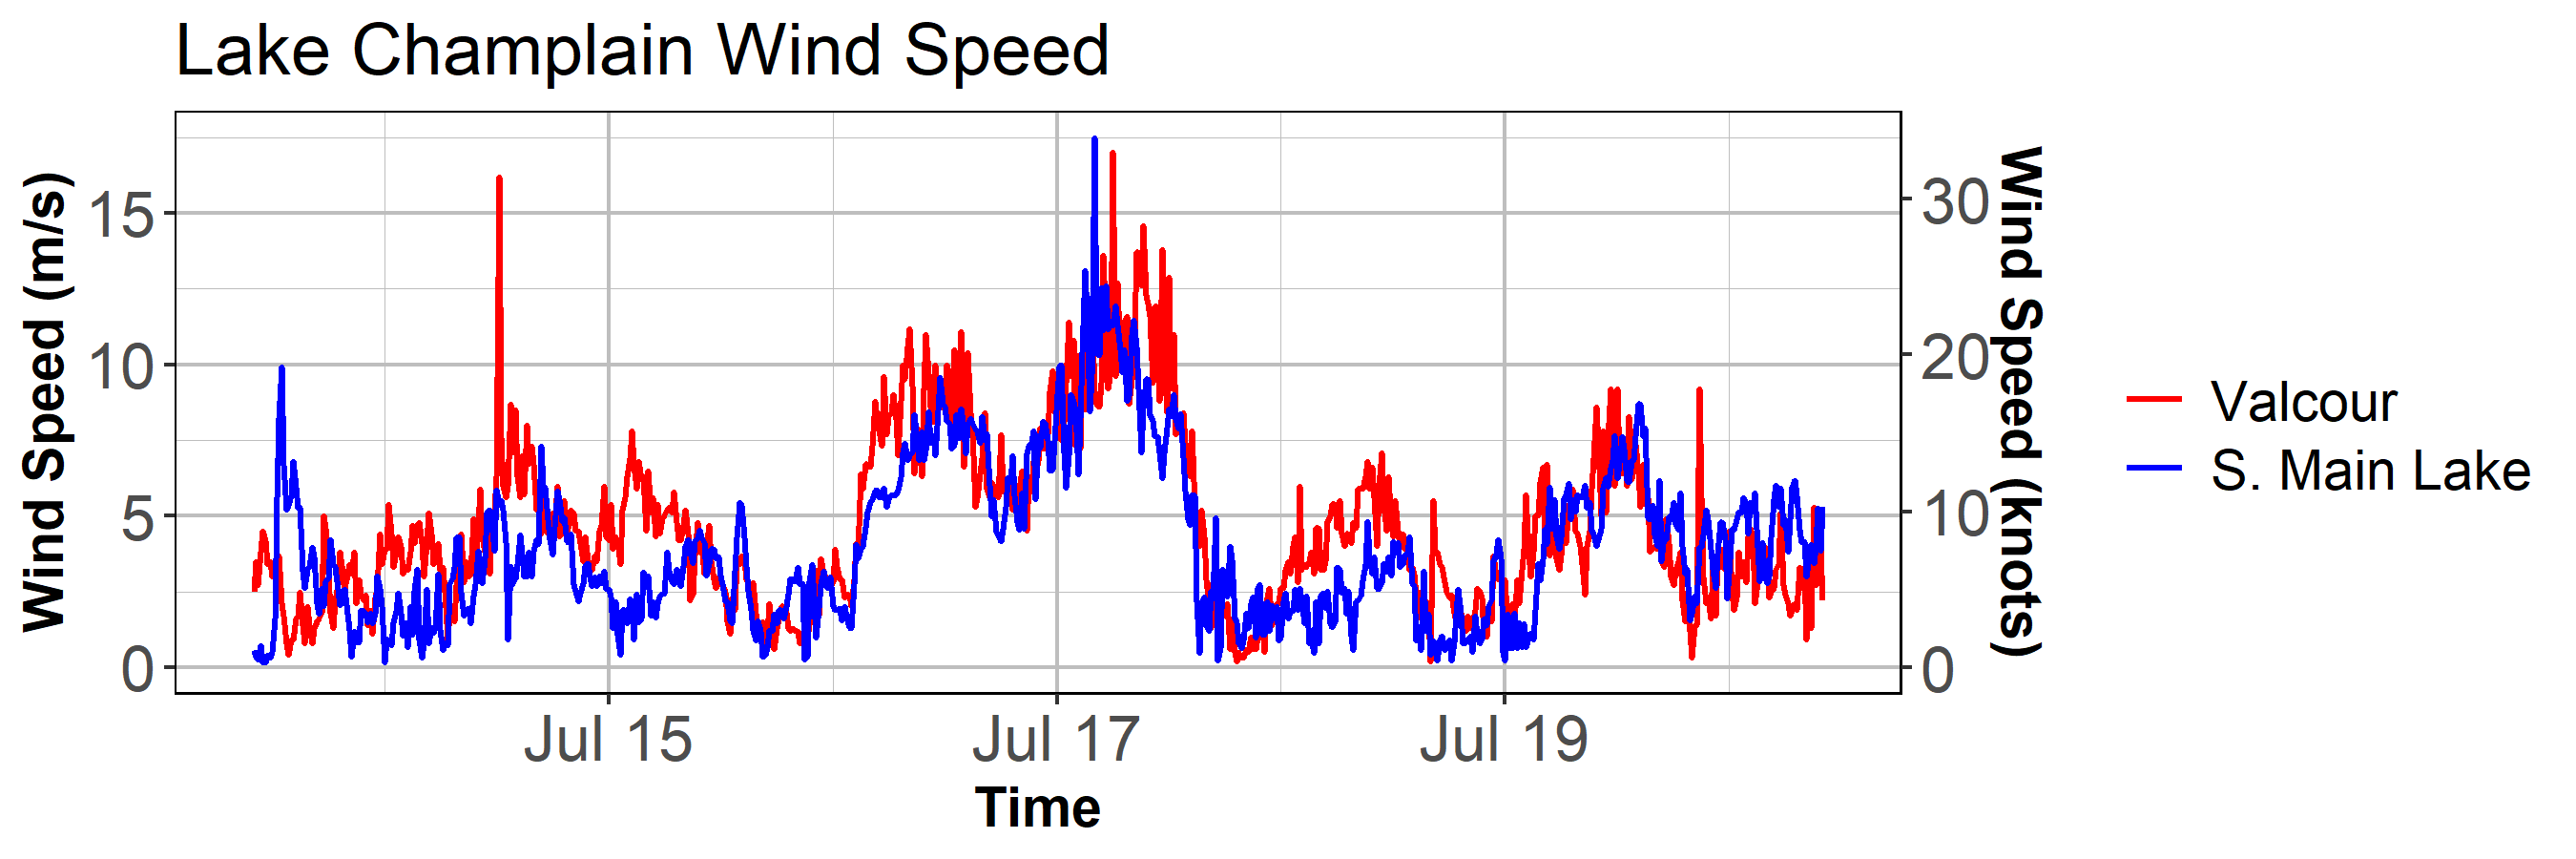 Lake Champlain Wind Speed
Wind Speed (m/s)
15
10
5
0
30
20
10
0
Wind Speed (knots)
Jul 15
Jul 17
Jul 19
Time
Valcour
S. Main Lake